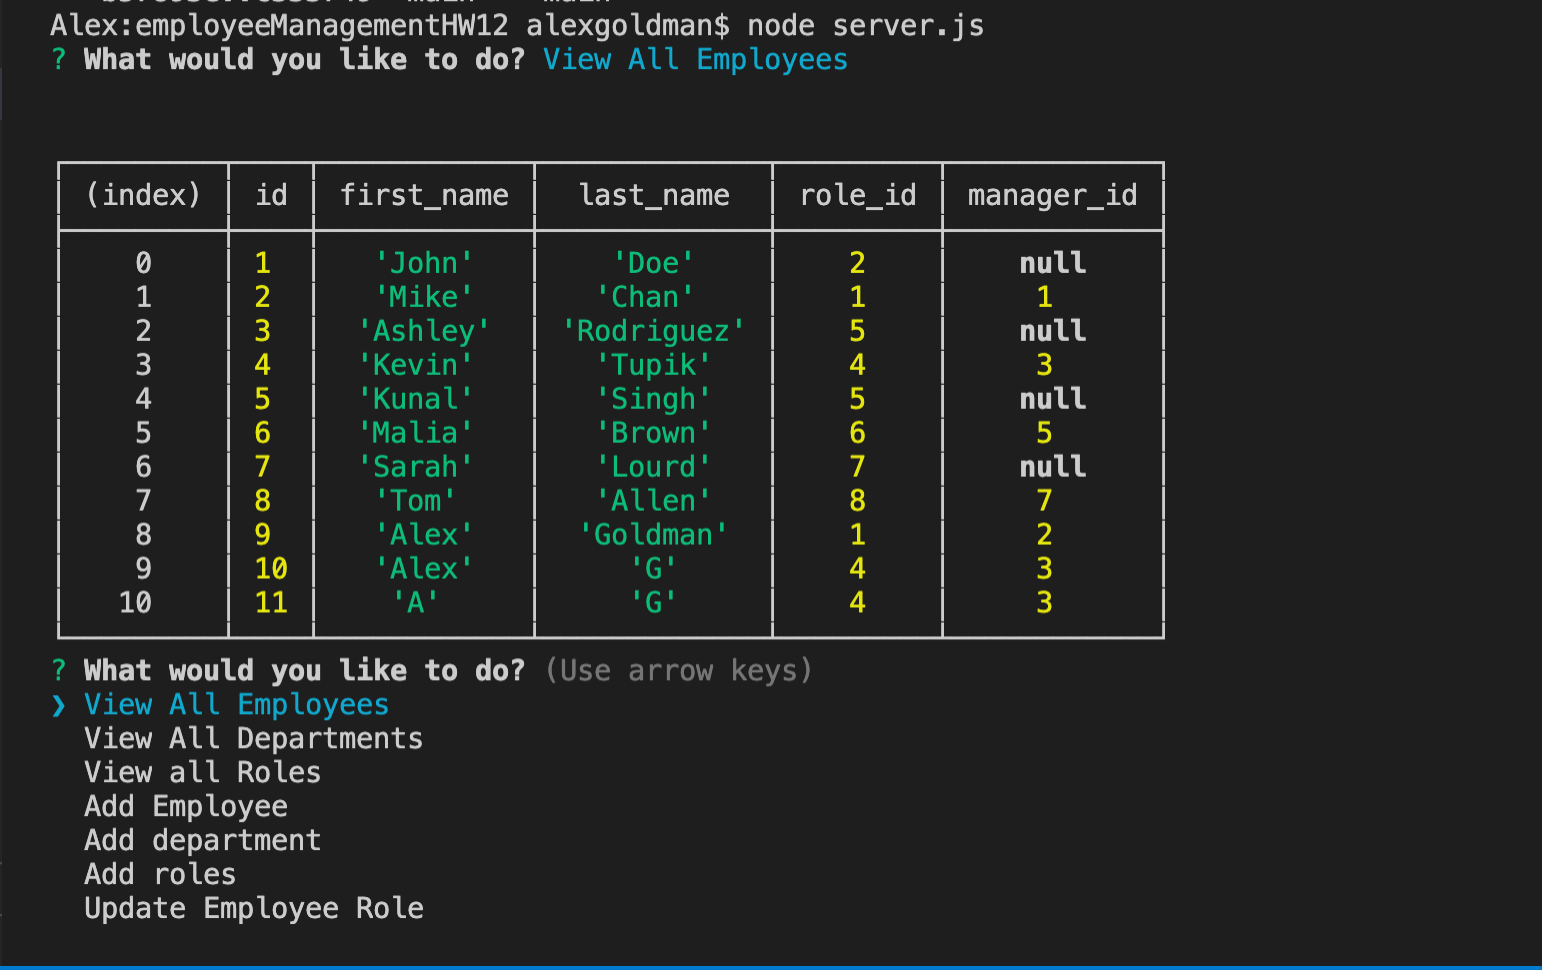 Alex:employeeManagementHW12 alexgoldman$ node server.js
? What would you like to do? View All Employees
(index) id first_name last_name role_id manager_id
0 1 'John' 'Doe' 2 null
1 2 'Mike' 'Chan' 1 1
2 3 'Ashley' 'Rodriguez' 5 null
3 4 'Kevin' 'Tupik' 4 3
4 5 'Kunal' 'Singh' 5 null
5 6 'Malia' 'Brown' 6 5
6 7 'Sarah' 'Lourd' 7 null
7 8 'Tom' 'Allen' 8 7
8 9 'Alex' 'Goldman' 1 2
9 10 'Alex' 'G' 4 3
10 11 'A' 'G' 4 3
? What would you like to do? (Use arrow keys)
❯ View All Employees
View All Departments
View all Roles
Add Employee
Add department
Add roles
Update Employee Role